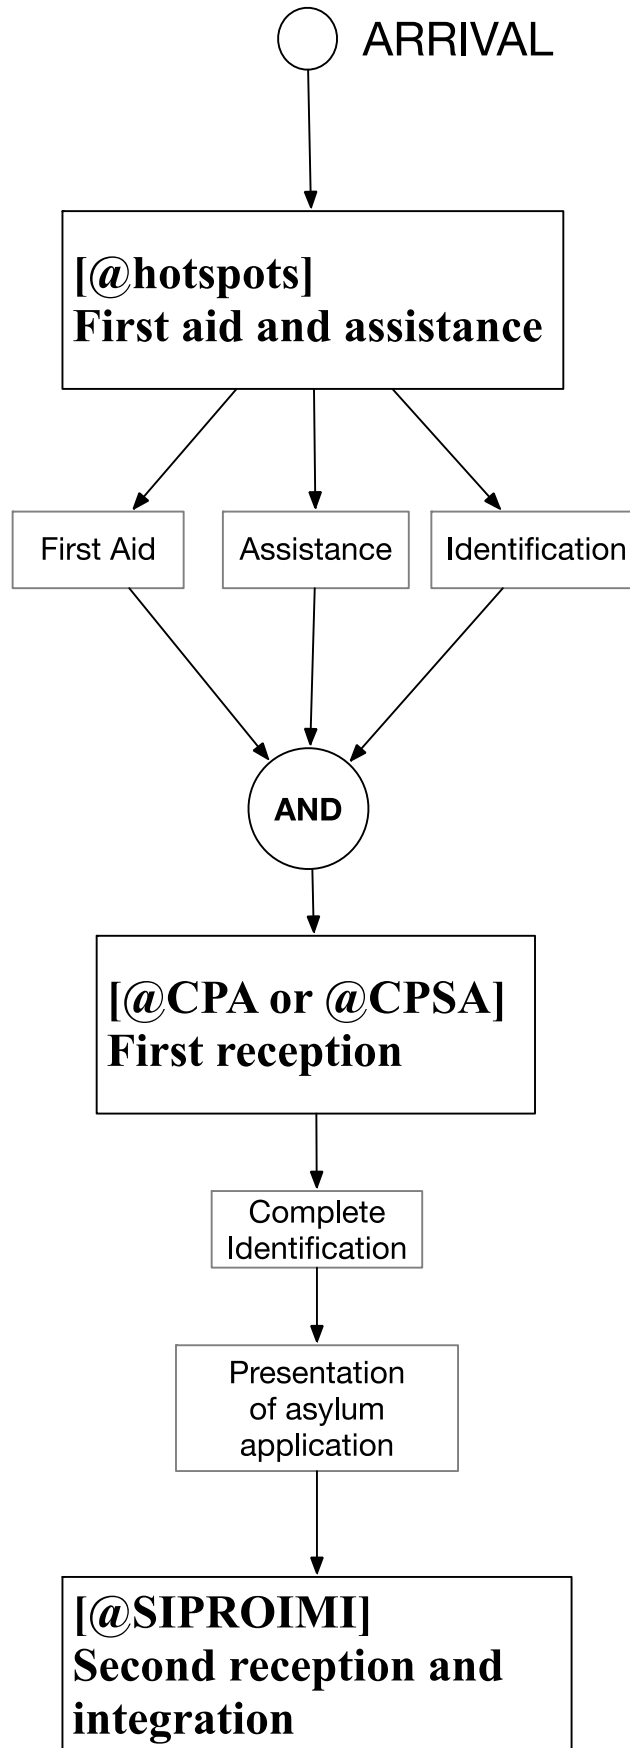 ARRIVAL
[@hotspots]
First aid and assistance
First Aid
Assistance
Identification
AND
[@CPA or @CPSA]
First reception
Complete
Identification
Presentation
of asylum
application
[@SIPROIMI]
Second reception and
integration